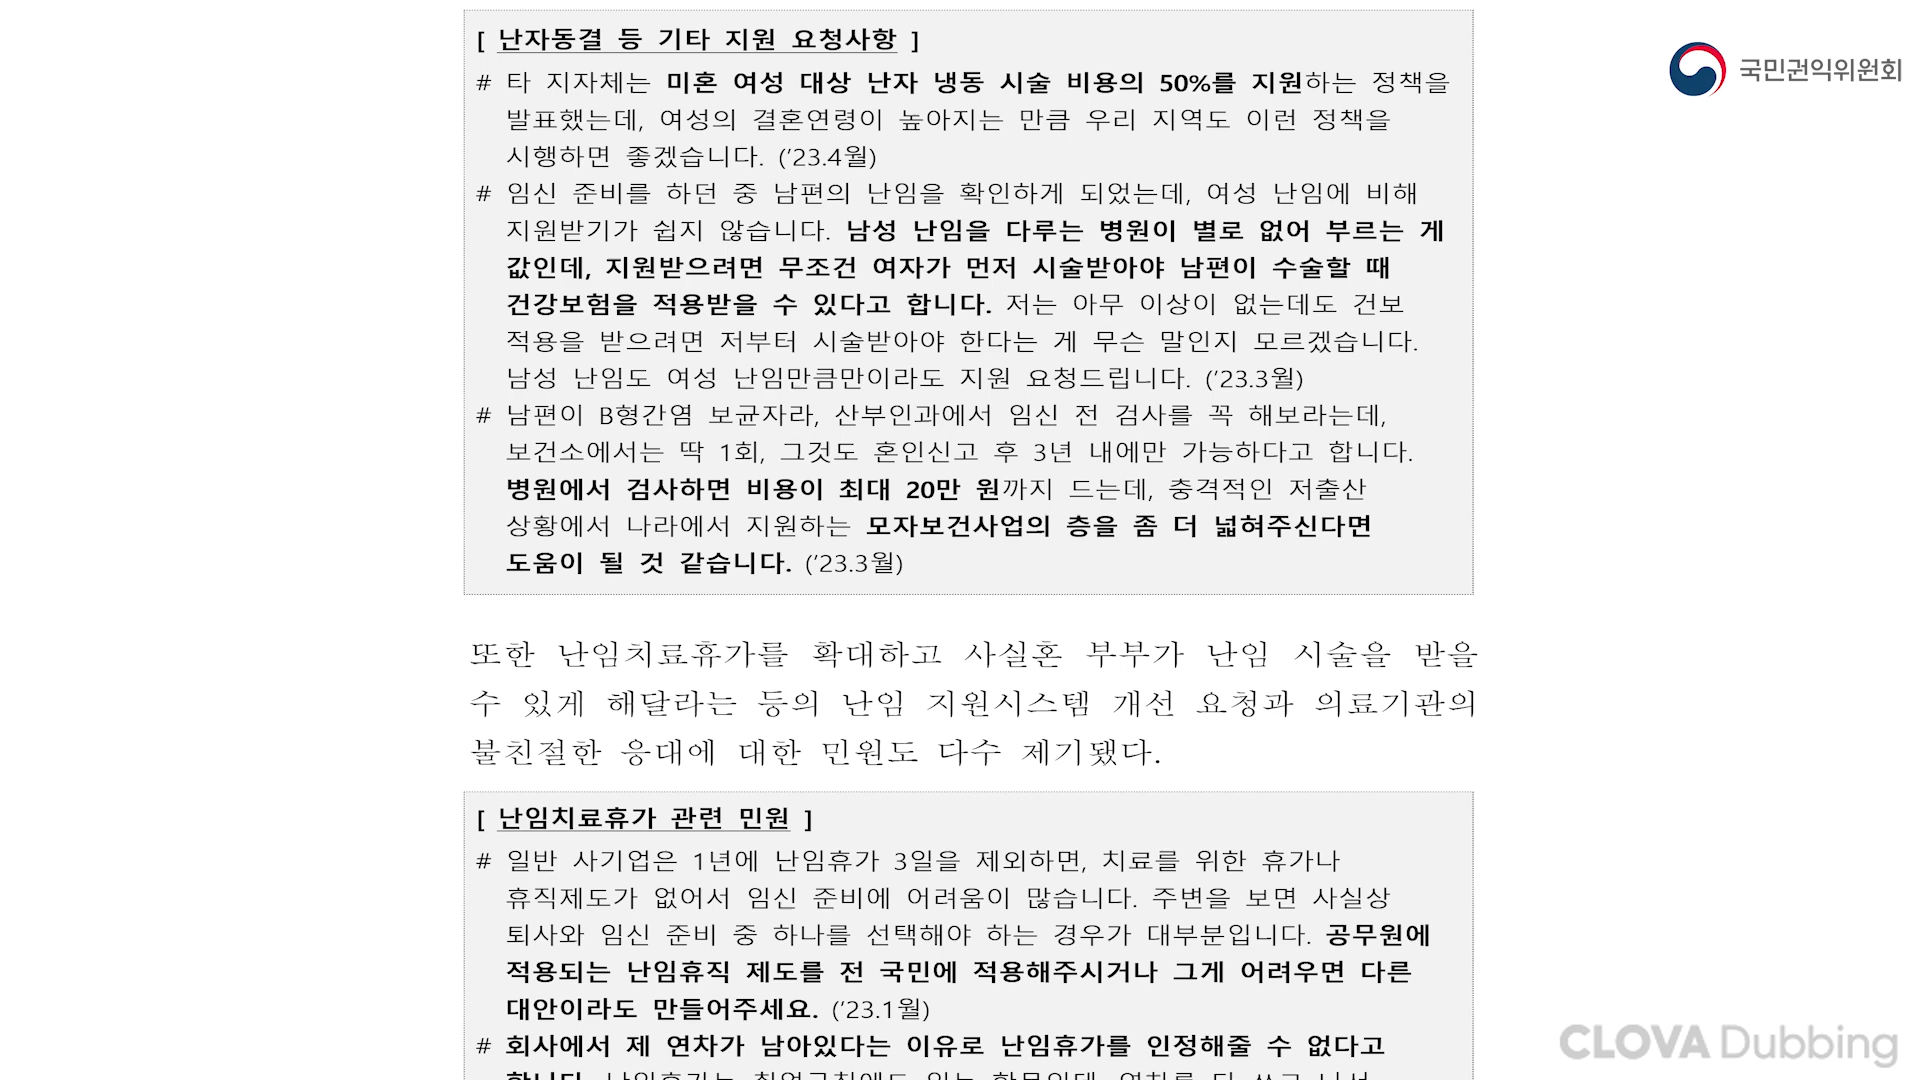 [ 난자동결 등 기타 지원 요청사항 ]
# 타 지자체는 미혼 여성 대상 난자 냉동 시술 비용의 50%를 지원하는 정책을
발표했는데, 여성의 결혼연령이 높아지는 만큼 우리 지역도 이런 정책을
시행하면 좋겠습니다. (’23.4월)
# 임신 준비를 하던 중 남편의 난임을 확인하게 되었는데, 여성 난임에 비해
지원받기가 쉽지 않습니다. 남성 난임을 다루는 병원이 별로 없어 부르는 게
값인데, 지원받으려면 무조건 여자가 먼저 시술받아야 남편이 수술할 때
건강보험을 적용받을 수 있다고 합니다. 저는 아무 이상이 없는데도 건보
적용을 받으려면 저부터 시술받아야 한다는 게 무슨 말인지 모르겠습니다.
남성 난임도 여성 난임만큼만이라도 지원 요청드립니다. (’23.3월)
# 남편이 B형간염 보균자라, 산부인과에서 임신 전 검사를 꼭 해보라는데,
보건소에서는 딱 1회, 그것도 혼인신고 후 3년 내에만 가능하다고 합니다.
병원에서 검사하면 비용이 최대 20만 원까지 드는데, 충격적인 저출산
상황에서 나라에서 지원하는 모자보건사업의 층을 좀 더 넓혀주신다면
도움이 될 것 같습니다. (’23.3월)
국민권익위원회
또한 난임치료휴가를 확대하고 사실혼 부부가 난임 시술을 받을
수 있게 해달라는 등의 난임 지원시스템 개선 요청과 의료기관의
불친절한 응대에 대한 민원도 다수 제기됐다.
[ 난임치료휴가 관련 민원 ]
# 일반 사기업은 1년에 난임휴가 3일을 제외하면, 치료를 위한 휴가나
휴직제도가 없어서 임신 준비에 어려움이 많습니다. 주변을 보면 사실상
퇴사와 임신 준비 중 하나를 선택해야 하는 경우가 대부분입니다. 공무원에
적용되는 난임휴직 제도를 전 국민에 적용해주시거나 그게 어려우면 다른
대안이라도 만들어주세요. (’23.1월)
# 회사에서 제 연차가 남아있다는 이유로 난임휴가를 인정해줄 수 없다고
CLOVA Dubbing